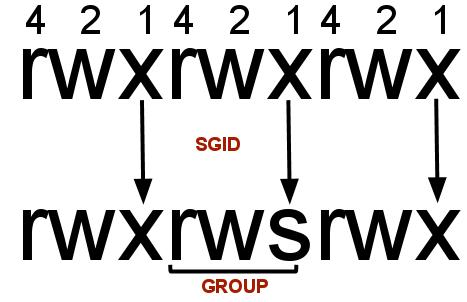 4 2 1 4 2 1 4 2 1
rwxrwxrwx
SGID
rwxrwsrwx
GROUP